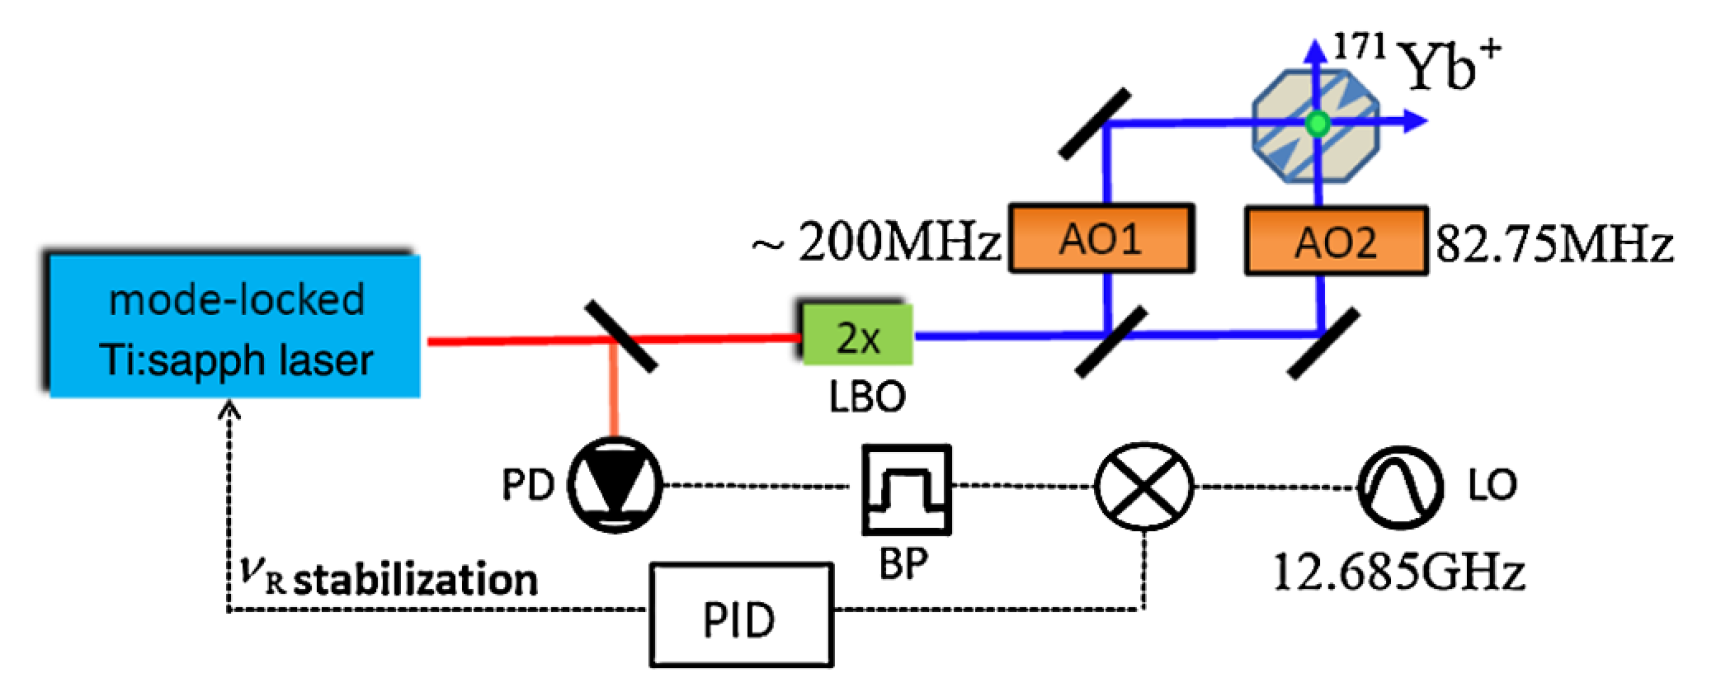 171Yb+
~ 200MHz
AO1
AO2
82.75MHz
mode-locked
Ti:sapph laser
2x
LBO
PD
BP
LO
12.685GHz
νR stabilization
PID